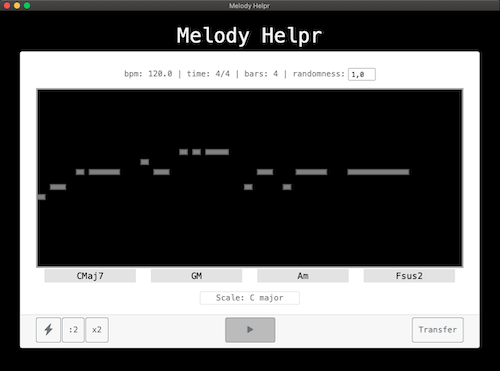 Melody Helpr
Melody Helpr
bpm: 120.0 | time: 4/4 | bars: 4 | randomness: 1,0
CMaj7 GM Am Fsus2
Scale: C major
:2 x2 Transfer